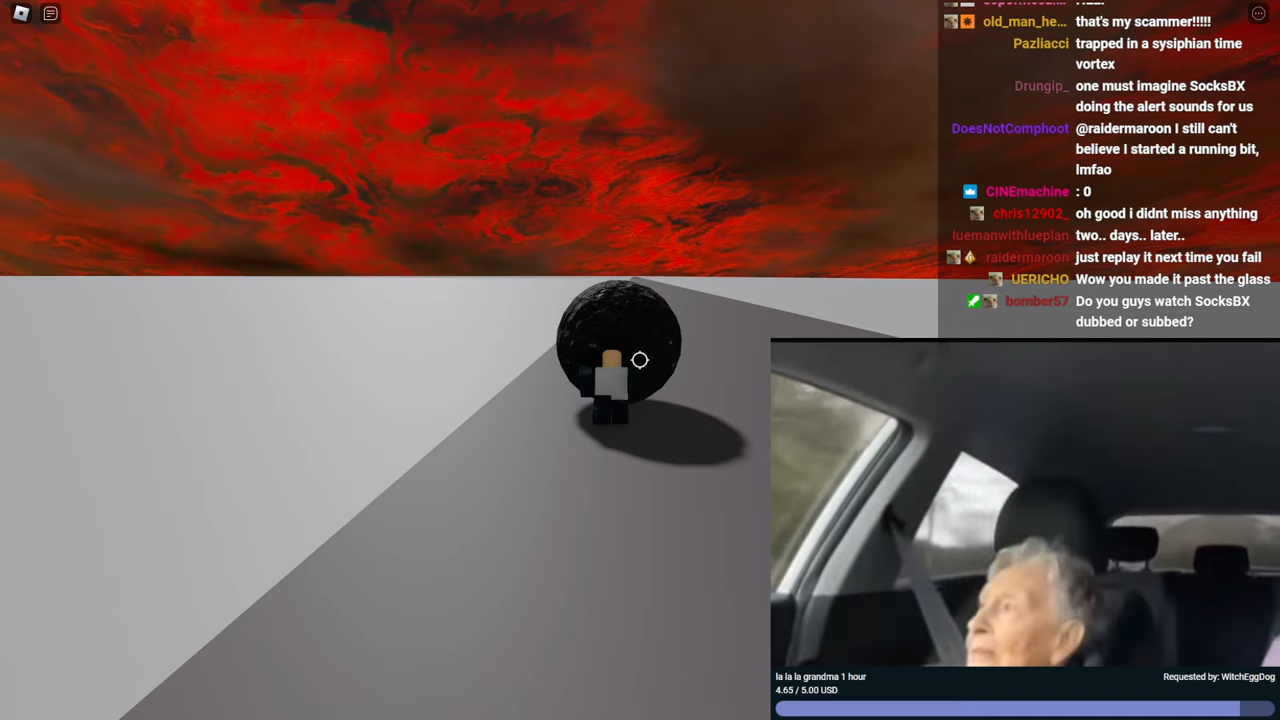 old_man_he... that's my scammer!!!!!
Pazliacci trapped in a sysiphian time
vortex
Drungip_ one must imagine SocksBX
doing the alert sounds for us
DoesNotComphoot @raidermaroon I still can't
believe I started a running bit,
lmfao
CINEmachine : 0
chris12902_ oh good i didnt miss anything
luemanwithlueplan two.. days.. later..
raidermaroon just replay it next time you fail
UERICHO Wow you made it past the glass
bomber57 Do you guys watch SocksBX
dubbed or subbed?
la la la grandma 1 hour Requested by: WitchEggDog
4.65 / 5.00 USD